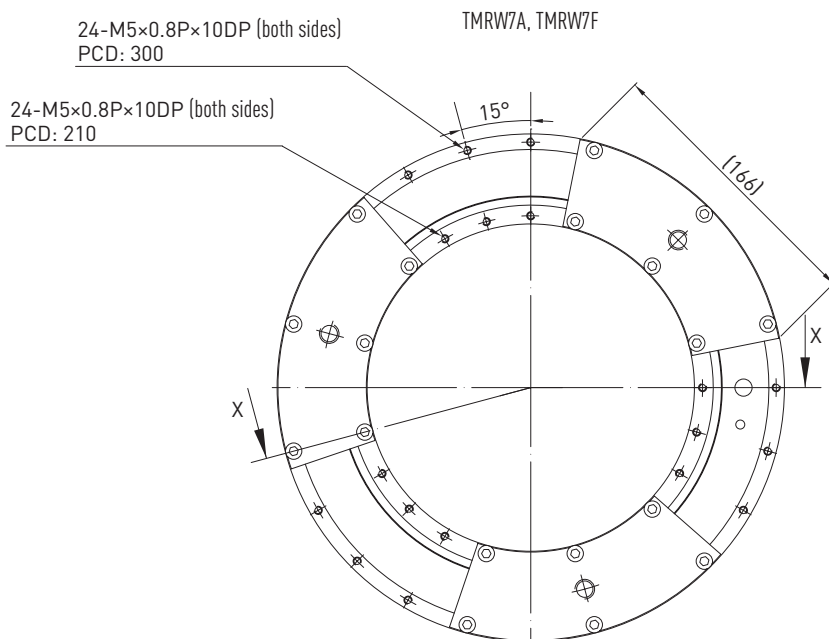 TMRW7A, TMRW7F
24-M5×0.8P×10DP (both sides)
PCD: 300
24-M5×0.8P×10DP (both sides)
PCD: 210
15°
(166)
X
X